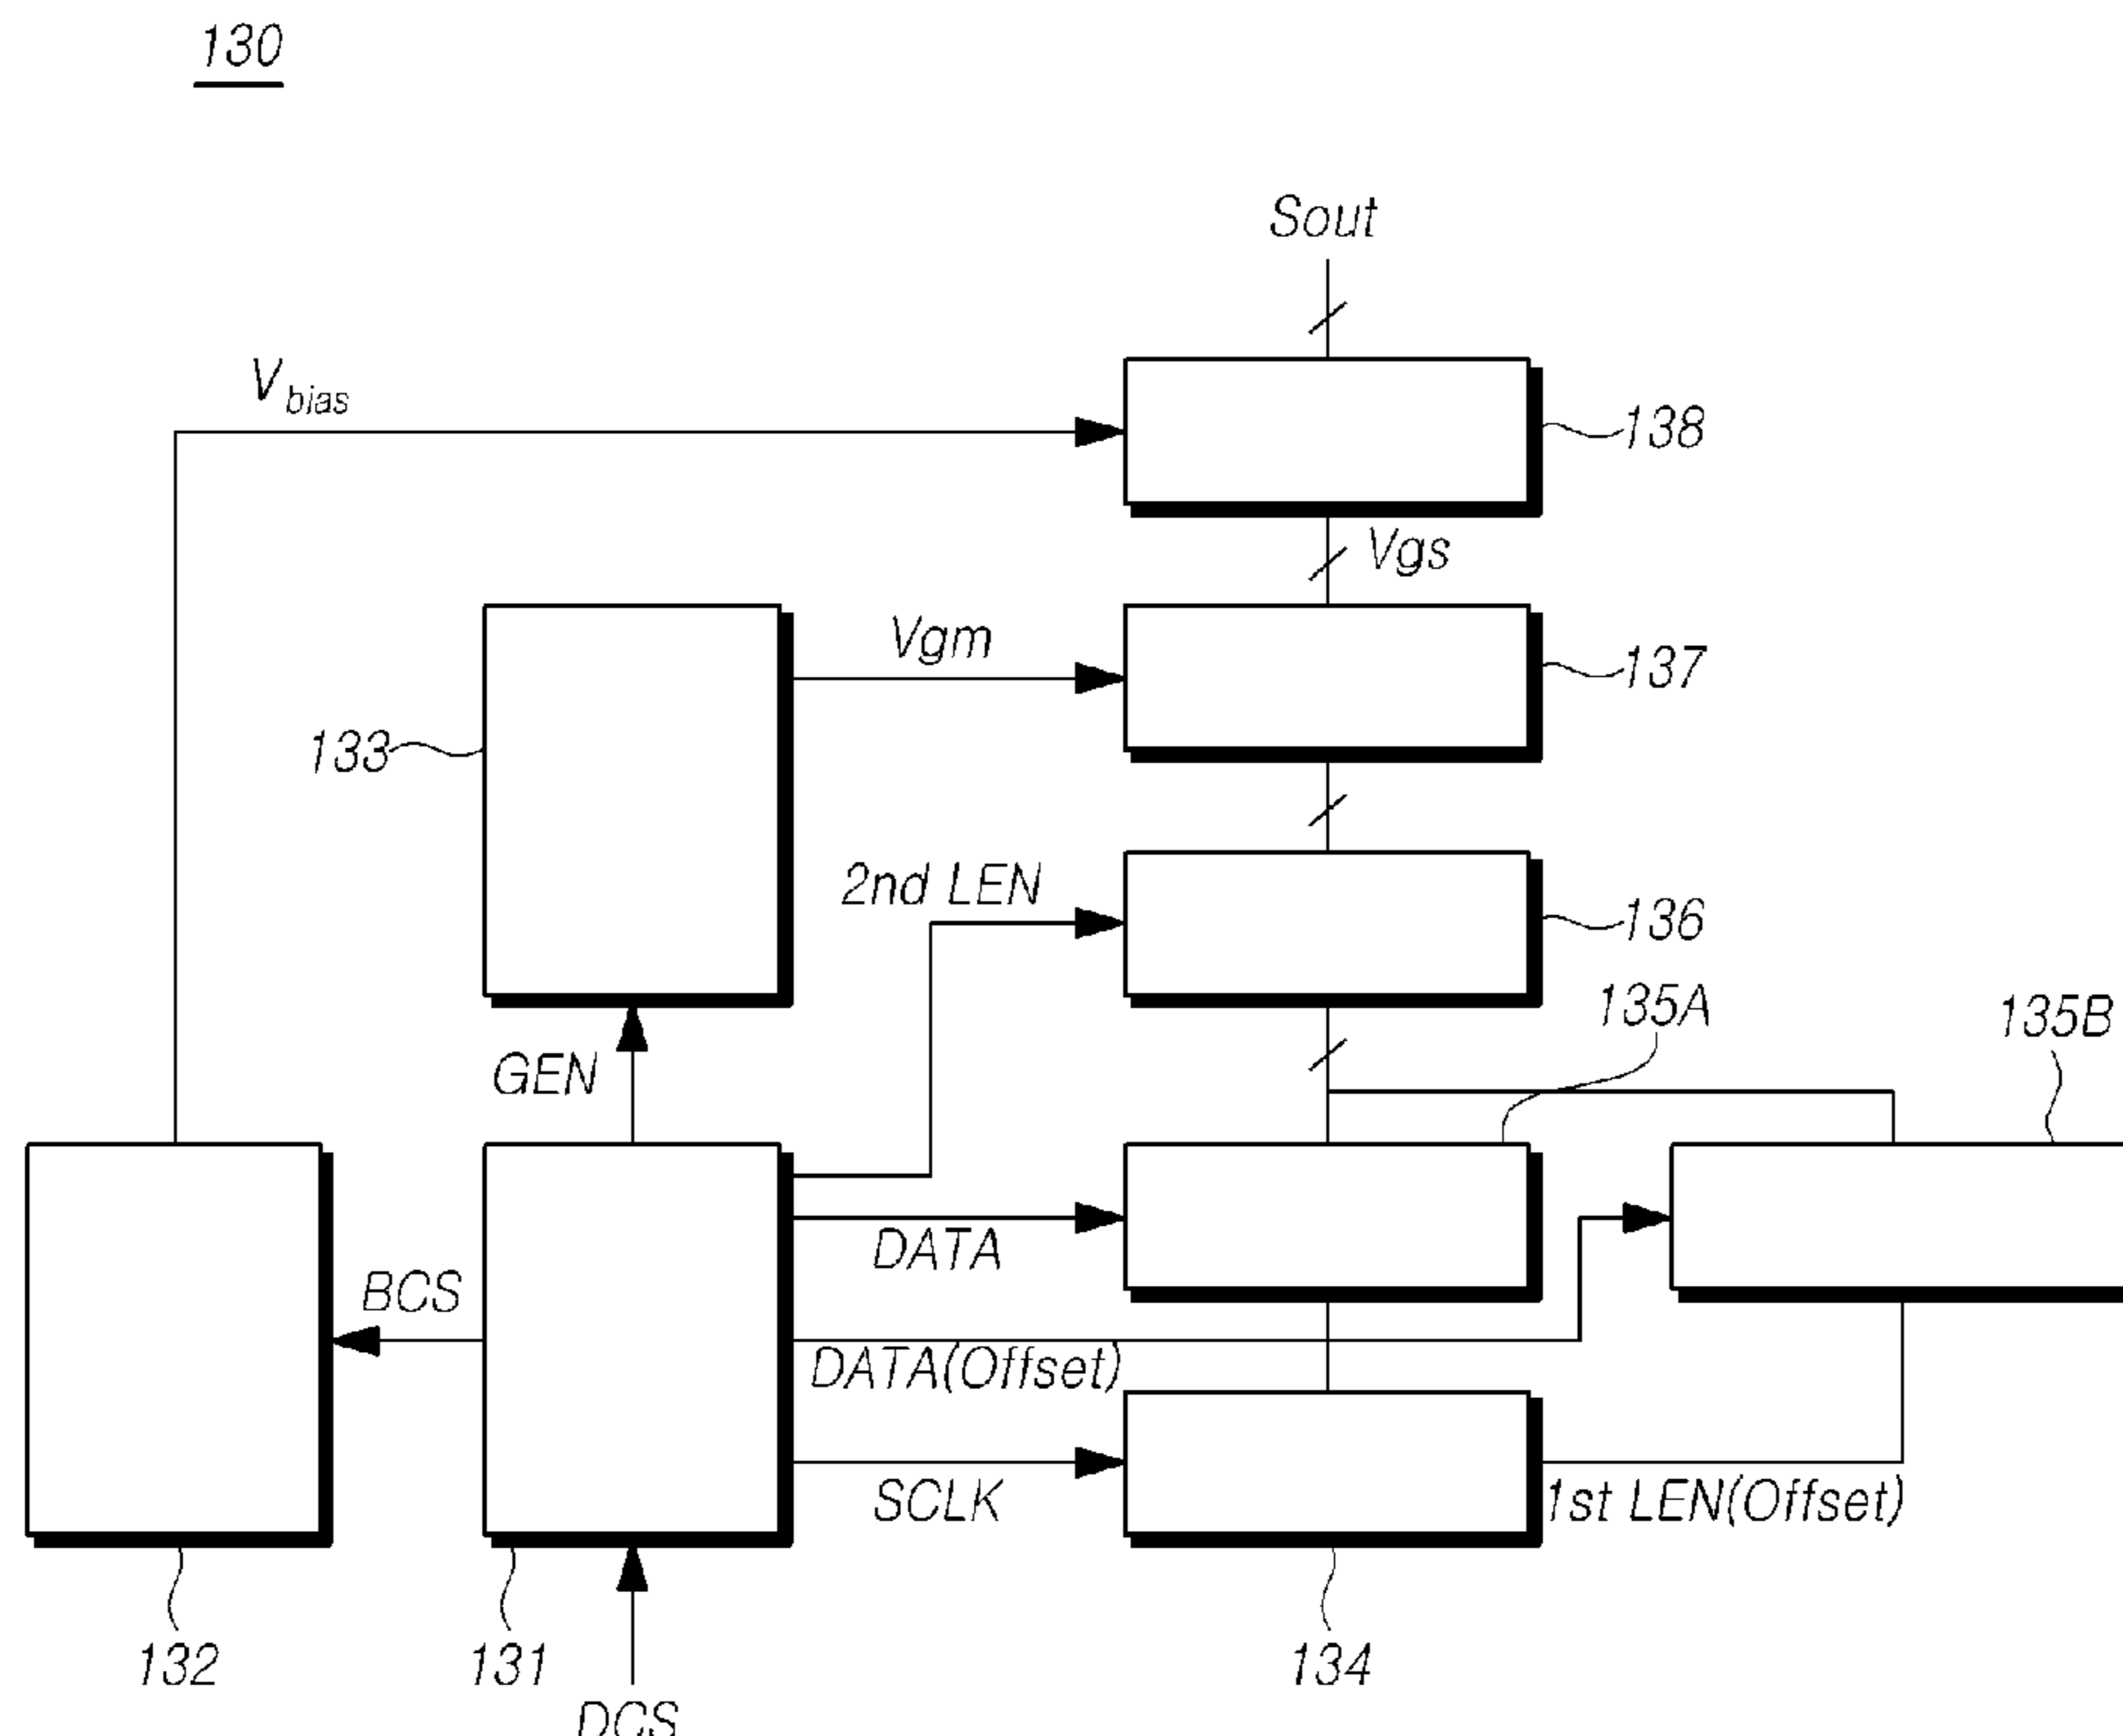 130
Sout
Vbias
138
Vgs
Vgm
137
133
2nd LEN
136
135A
135B
GEN
DATA
BCS
DATA(Offset)
SCLK
1st LEN(Offset)
132
131
134
DCS